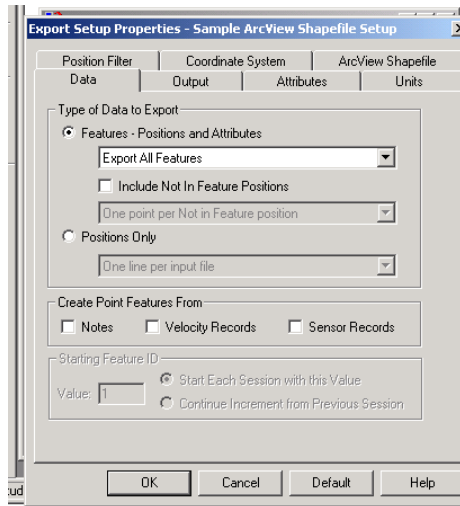 Export Setup Properties - Sample ArcView Shapefile Setup
Position Filter Coordinate System ArcView Shapefile
Data Output Attributes Units
Type of Data to Export
Features - Positions and Attributes
Export All Features
Include Not In Feature Positions
One point per Not in Feature position
Positions Only
One line per input file
Create Point Features From
Notes Velocity Records Sensor Records
Starting Feature ID
Start Each Session with this Value
Value: 1
Continue Increment from Previous Session
OK Cancel Default Help
tud